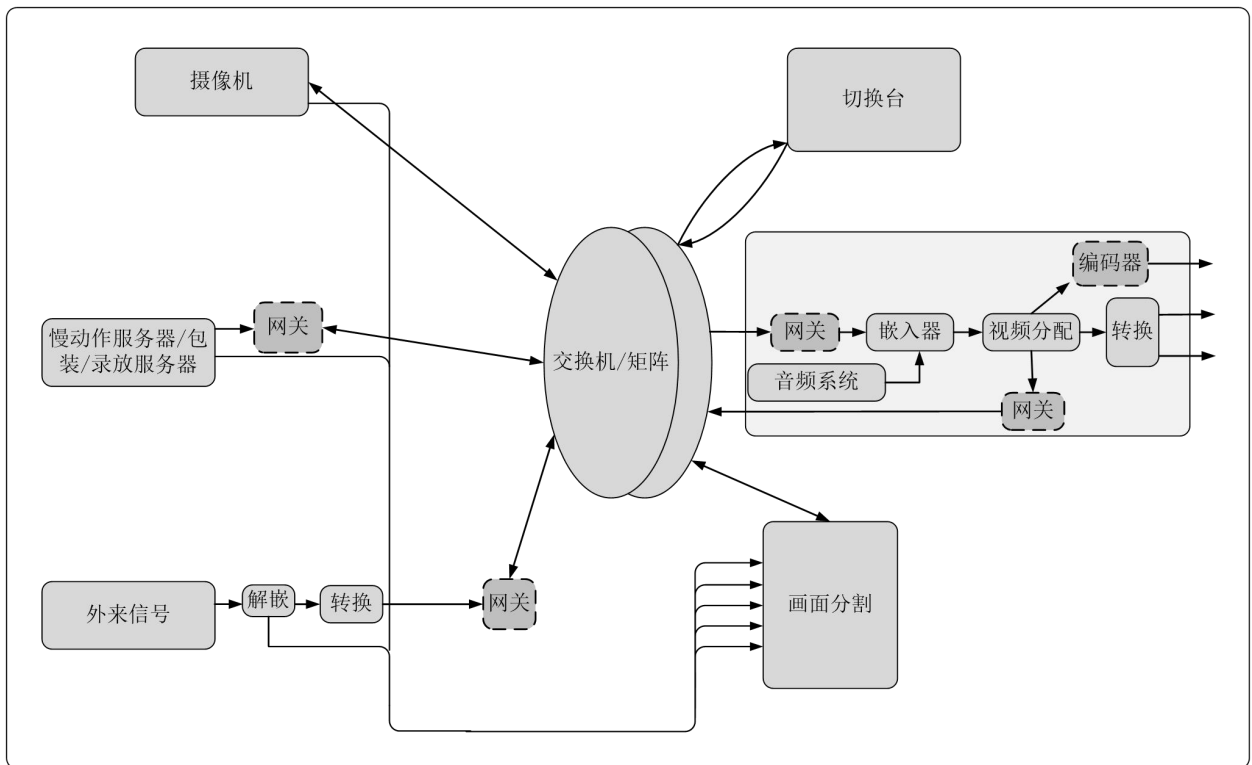 摄像机
切换台
编码器
慢动作服务器/包
装/录放服务器
网关
交换机/矩阵
网关
嵌入器
视频分配
转换
音频系统
网关
外来信号
解嵌
转换
网关
画面分割